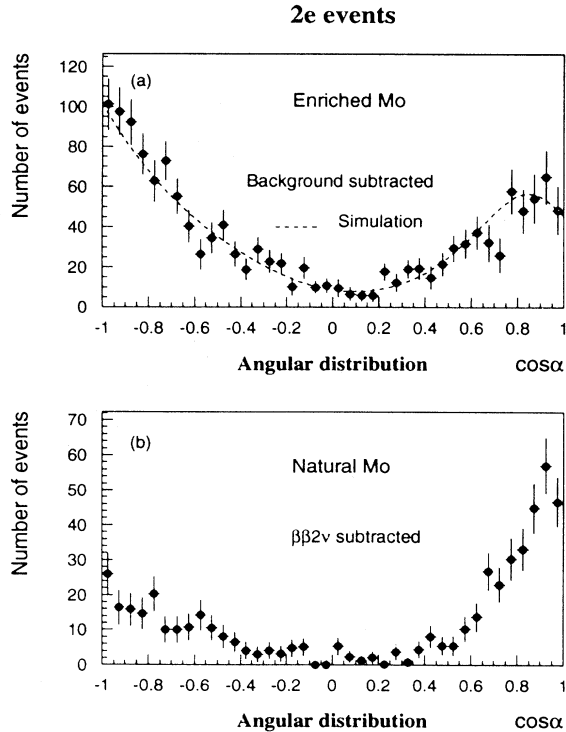 2e events
(a)
Enriched Mo
Background subtracted
Simulation
Number of events
120
100
80
60
40
20
0
-1 -0.8 -0.6 -0.4 -0.2 0 0.2 0.4 0.6 0.8 1
Angular distribution cosα
(b)
Natural Mo
ββ2ν subtracted
Number of events
70
60
50
40
30
20
10
0
-1 -0.8 -0.6 -0.4 -0.2 0 0.2 0.4 0.6 0.8 1
Angular distribution cosα